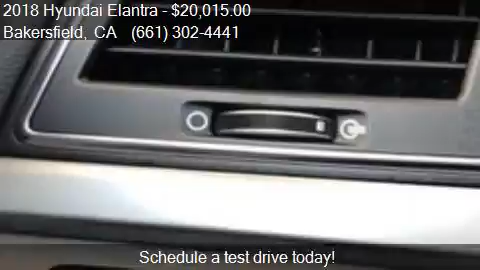 2018 Hyundai Elantra - $20,015.00
Bakersfield, CA (661) 302-4441
Schedule a test drive today!